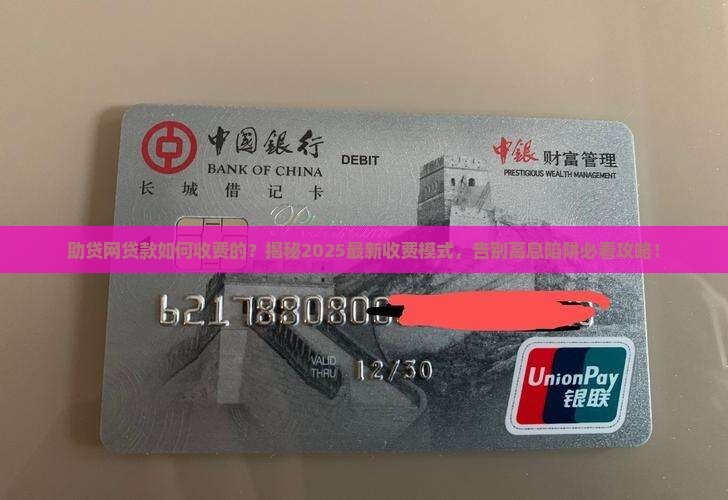 中国银行
BANK OF CHINA
DEBIT
长城借记卡
中银 财富管理
PRESTIGIOUS WEALTH MANAGEMENT
助贷网贷款如何收费的？揭秘2025最新收费模式，告别高息陷阱必看攻略！
6217880800
VALID
THRU
12/30
UnionPay
银联